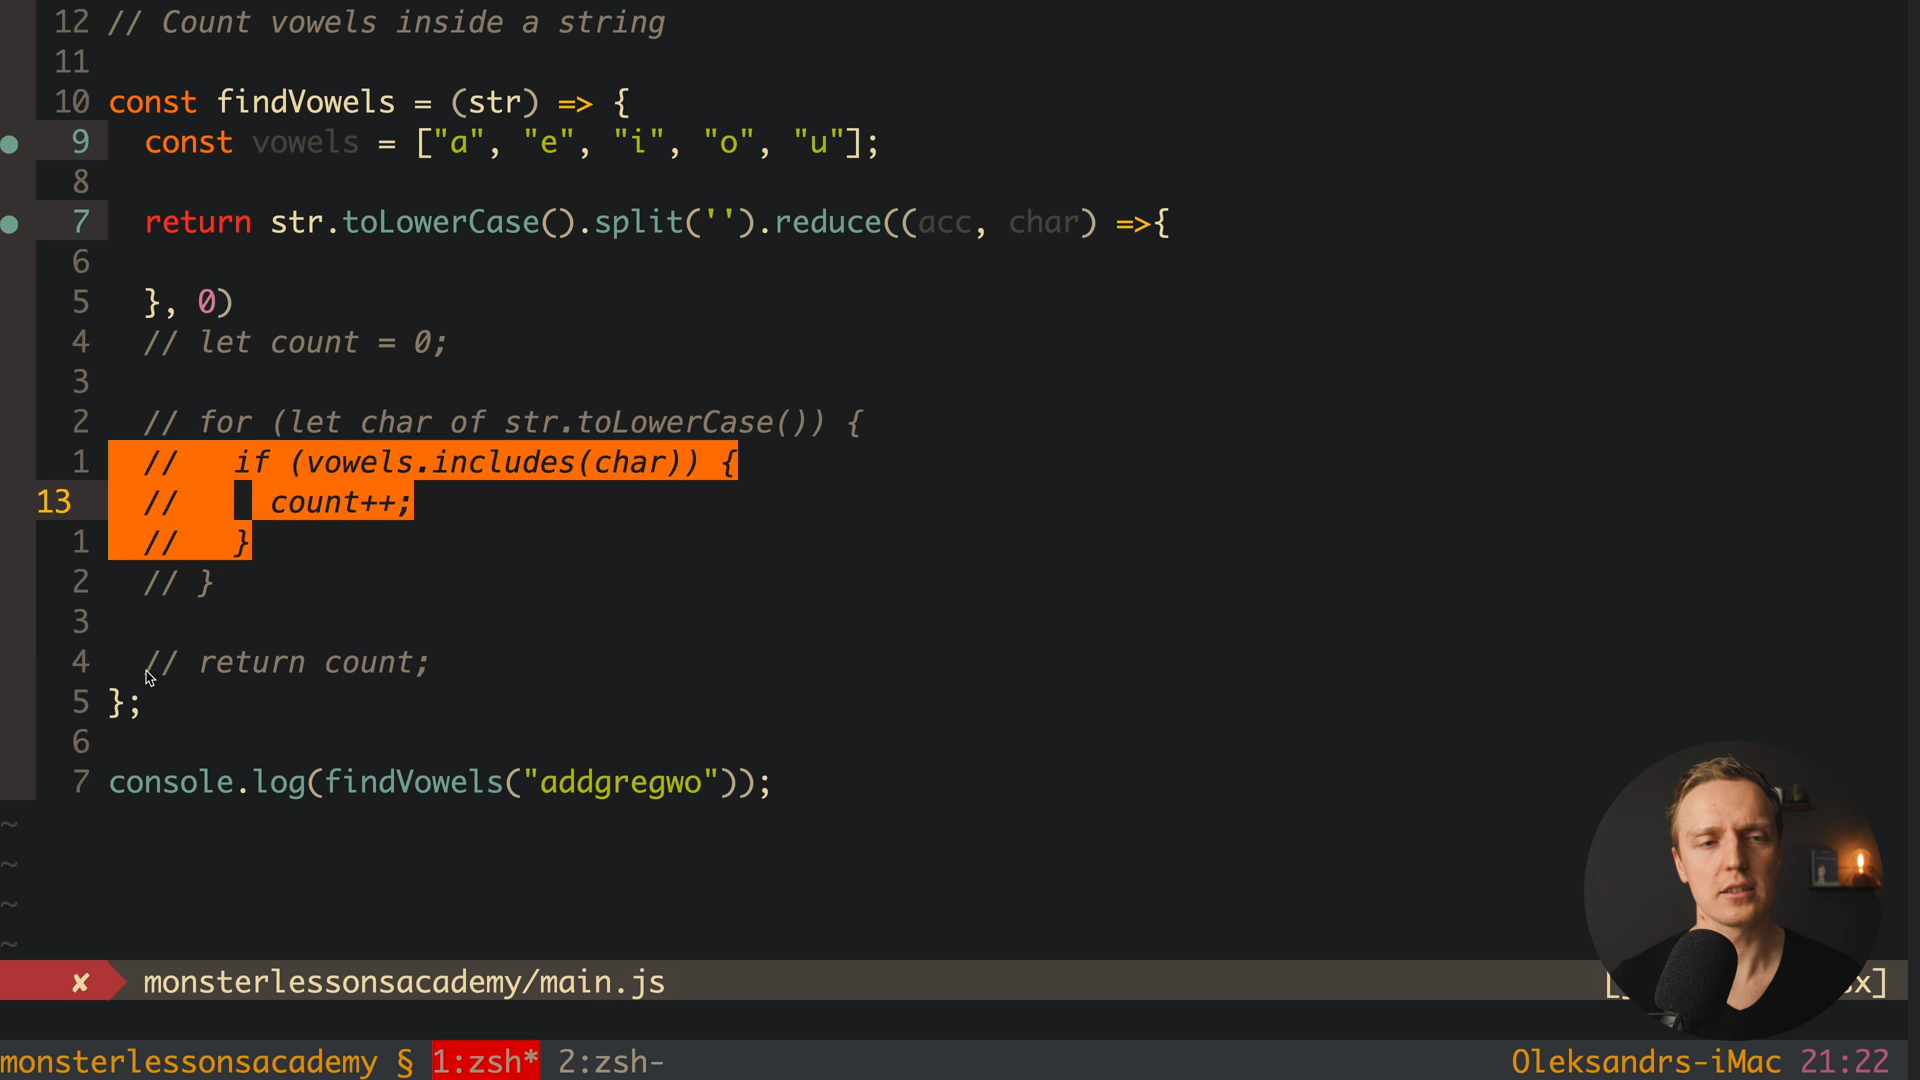 12 // Count vowels inside a string
11
10 const findVowels = (str) => {
9 const vowels = ["a", "e", "i", "o", "u"];
8
7 return str.toLowerCase().split('').reduce((acc, char) =>{
6
5 }, 0)
4 // let count = 0;
3
2 // for (let char of str.toLowerCase()) {
1 // if (vowels.includes(char)) {
13 // count++;
1 // }
2 // }
3
4 // return count;
5 };
6
7 console.log(findVowels("addgregwo"));
~
~
~
~
✘ monsterlessonsacademy/main.js
monsterlessonsacademy § 1:zsh* 2:zsh- Oleksandrs-iMac 21:22